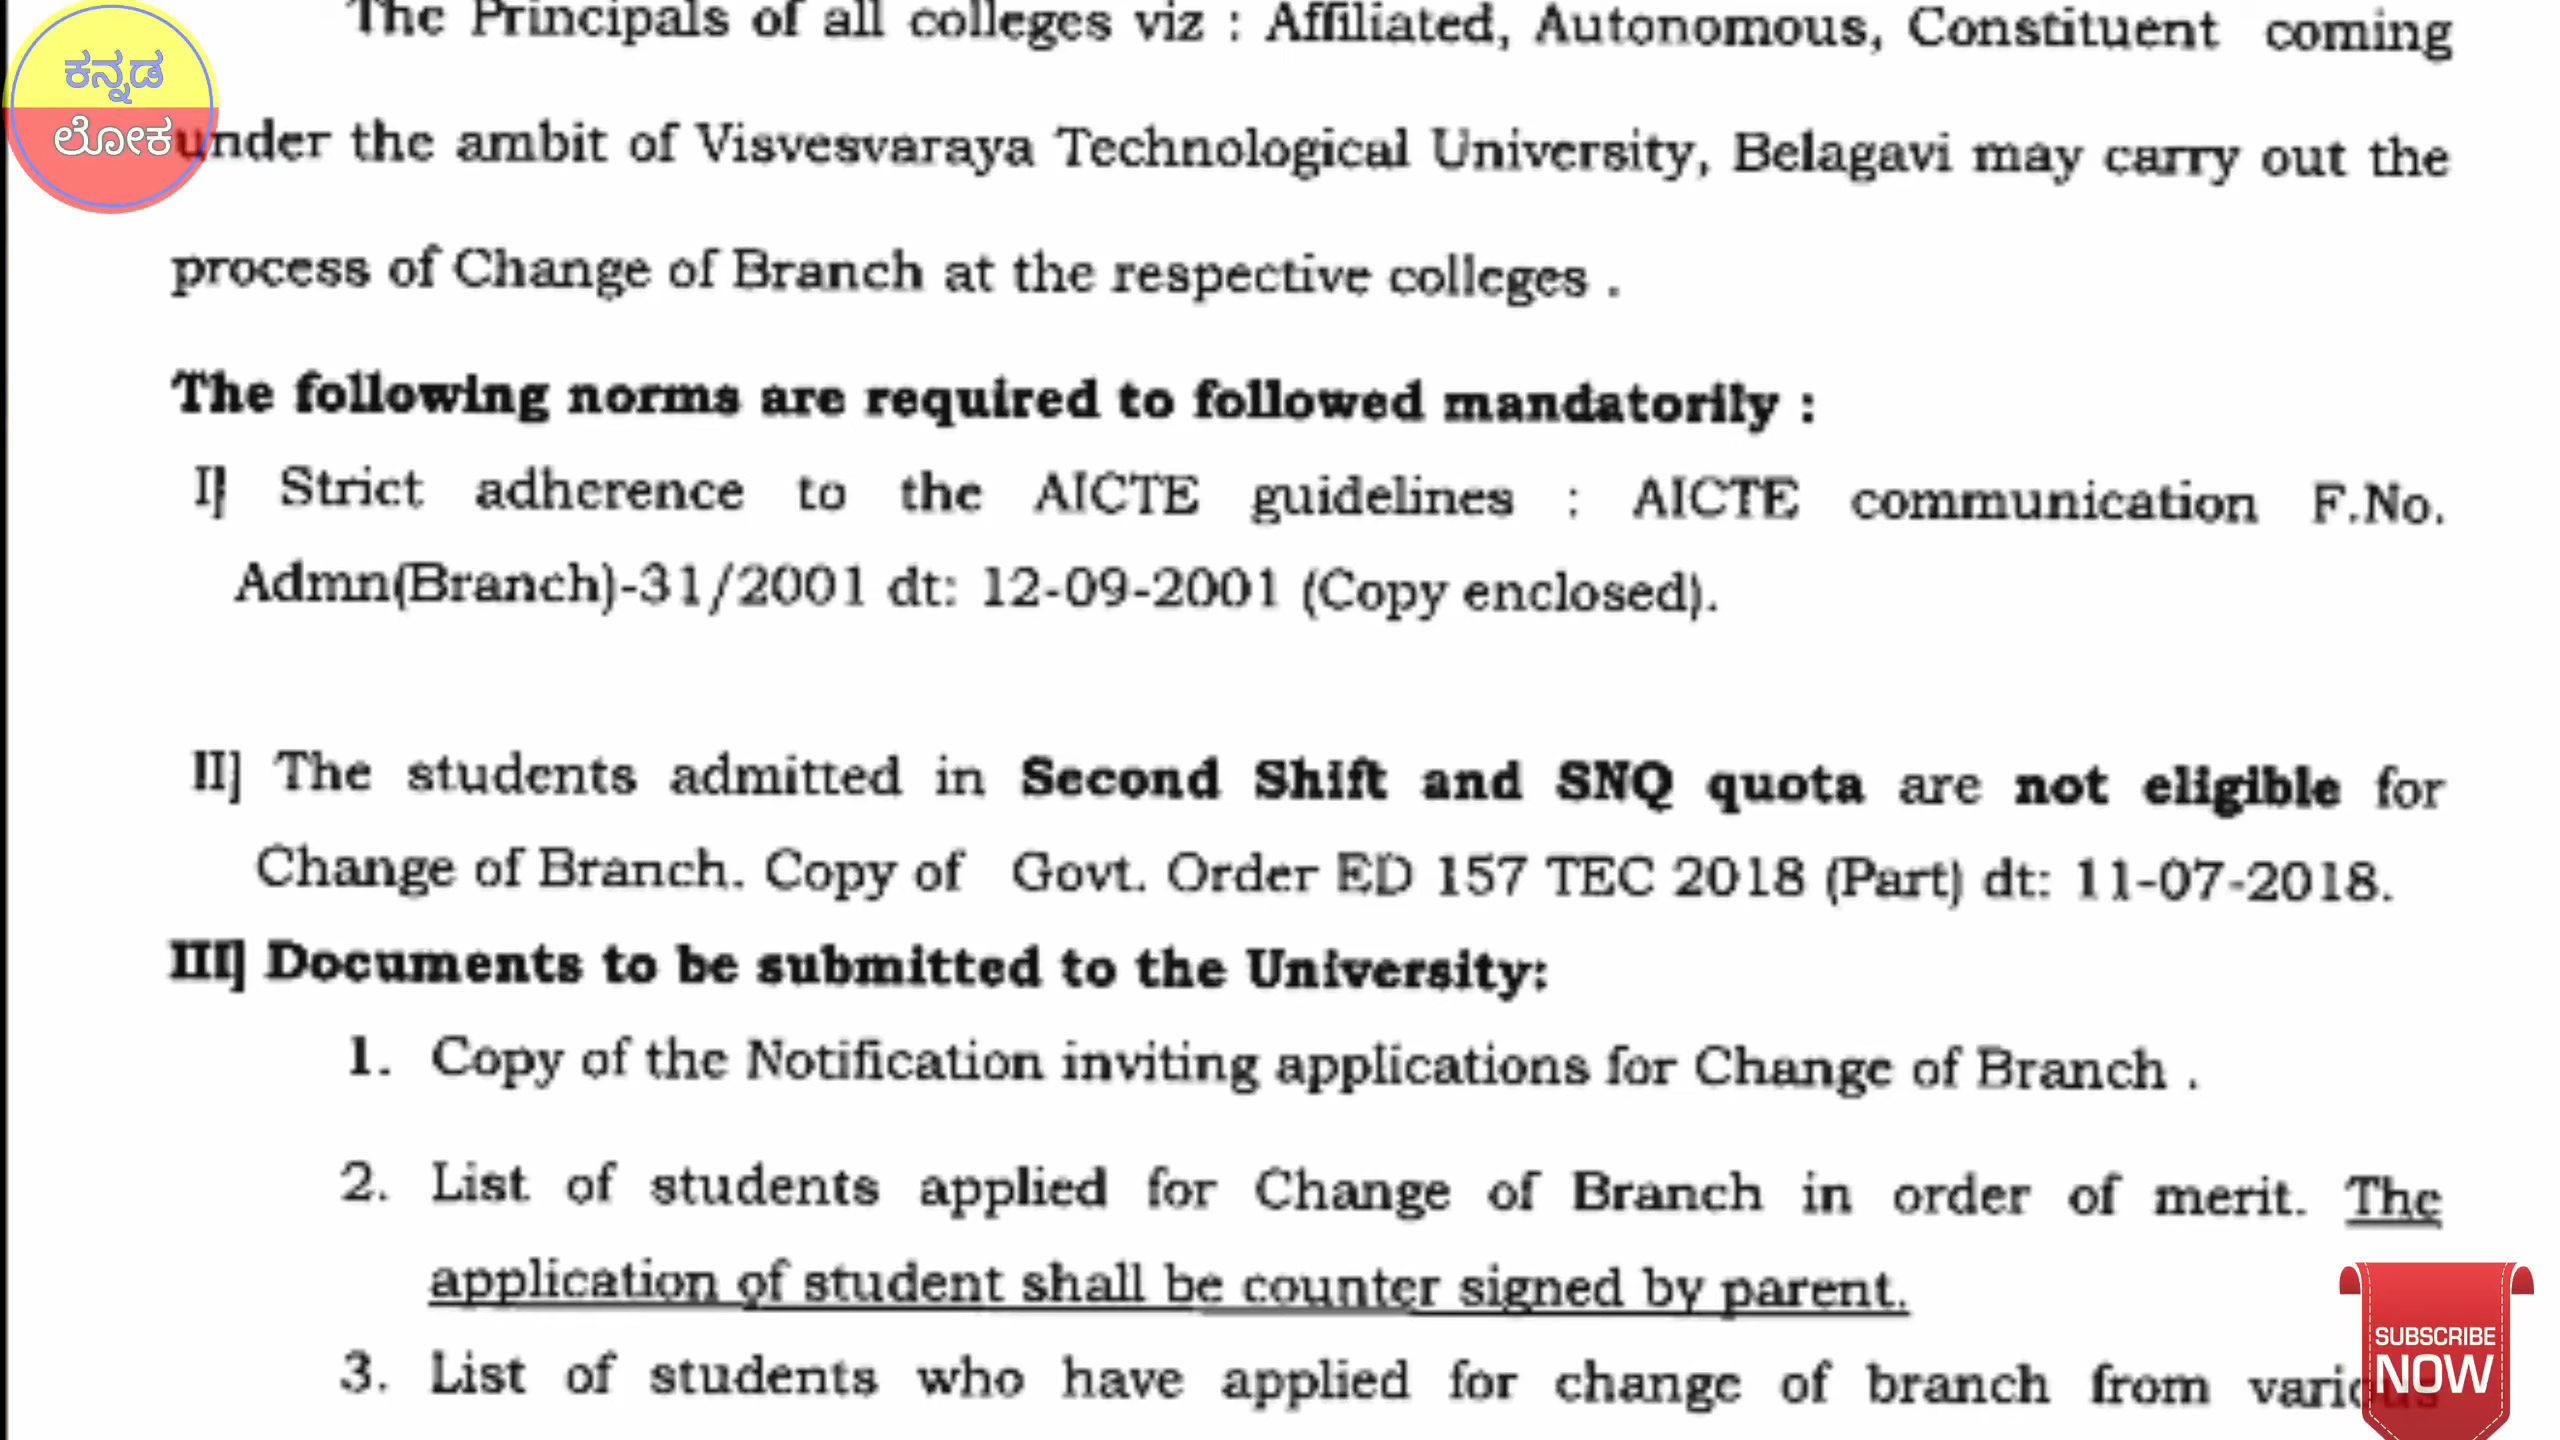 The Principals of all colleges viz : Affiliated, Autonomous, Constituent coming
ಕನ್ನಡ
ಲೋಕ
under the ambit of Visvesvaraya Technological University, Belagavi may carry out the
process of Change of Branch at the respective colleges .
The following norms are required to followed mandatorily :
I] Strict adherence to the AICTE guidelines : AICTE communication F.No.
Admn(Branch)-31/2001 dt: 12-09-2001 (Copy enclosed).
II] The students admitted in Second Shift and SNQ quota are not eligible for
Change of Branch. Copy of Govt. Order ED 157 TEC 2018 (Part) dt: 11-07-2018.
III] Documents to be submitted to the University:
1. Copy of the Notification inviting applications for Change of Branch .
2. List of students applied for Change of Branch in order of merit. The
application of student shall be counter signed by parent.
3. List of students who have applied for change of branch from various
SUBSCRIBE
NOW